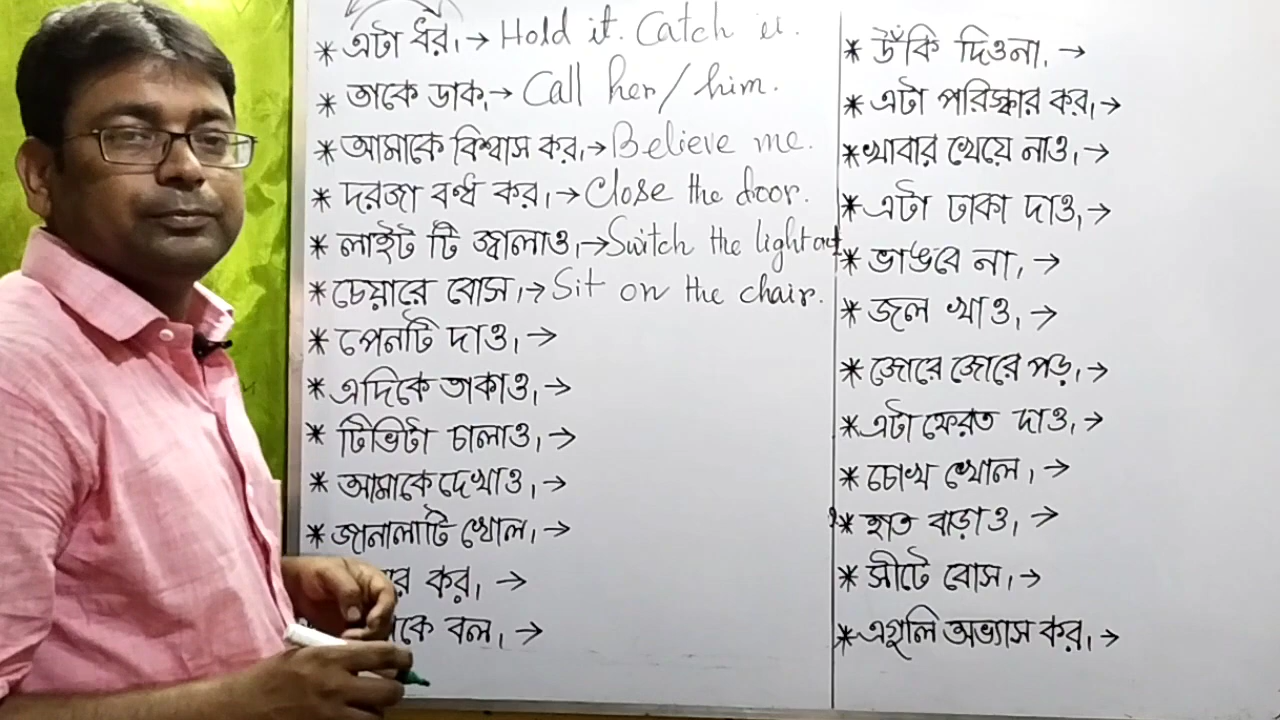 * এটা ধর।→ Hold it. Catch it.
* তাকে ডাক।→ Call her/him.
* আমাকে বিশ্বাস কর।→ Believe me.
* দরজা বন্ধ কর।→ Close the door.
* লাইট টি জ্বালাও।→ Switch the light on
* চেয়ারে বোস।→ Sit on the chair.
* পেনটি দাও।→
* এদিকে তাকাও।→
* টিভিটা চালাও।→
* আমাকে দেখাও।→
* জানালাটি খোল।→
কর।→
বল।→
* উঁকি দিওনা।→
* এটা পরিস্কার কর।→
* খাবার খেয়ে নাও।→
* এটা ঢাকা দাও।→
* ভাঙবে না।→
* জল খাও।→
* জোরে জোরে পড়।→
* এটা ফেরত দাও।→
* চোখ খোল।→
* হাত বাড়াও।→
* সীটে বোস।→
* এগুলি অভ্যাস কর।→